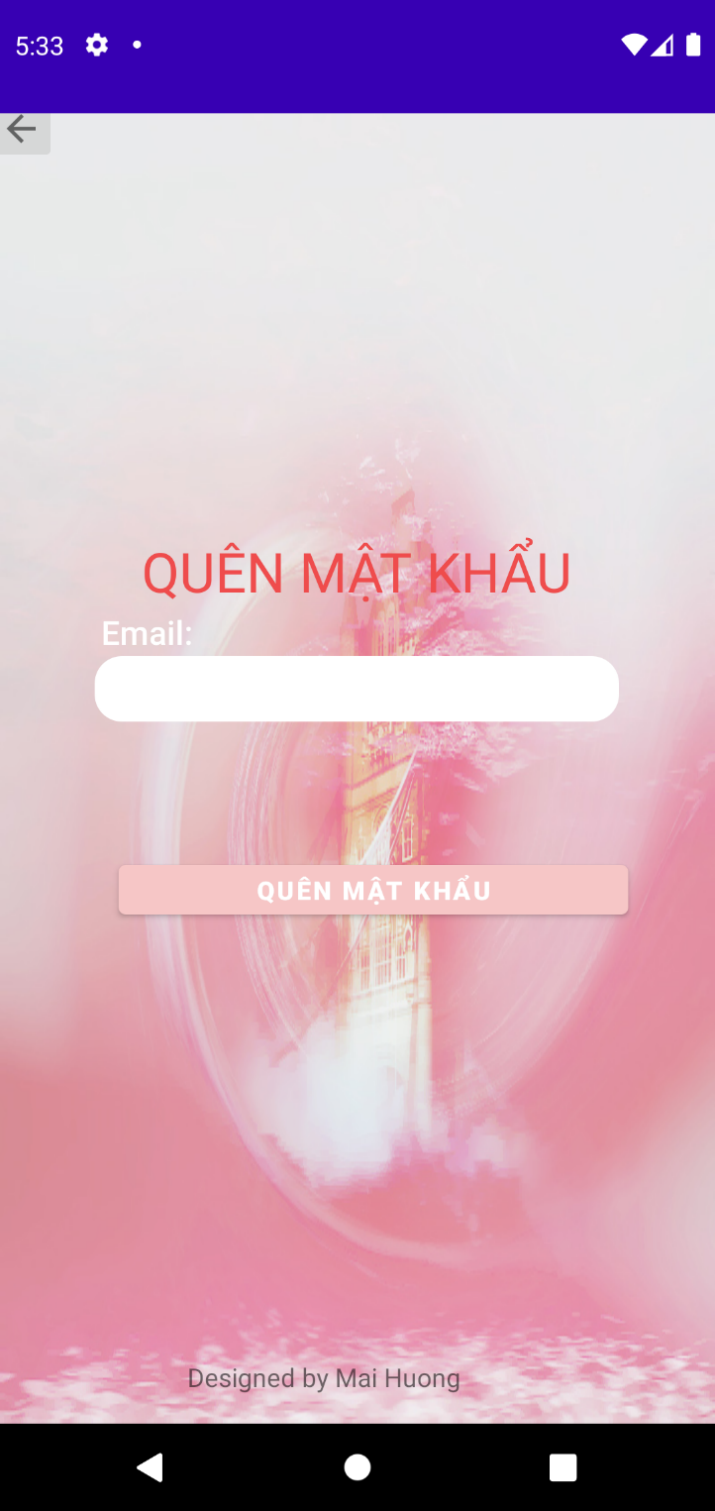 5:33
QUÊN MẬT KHẨU
Email:
QUÊN MẬT KHẨU
Designed by Mai Huong